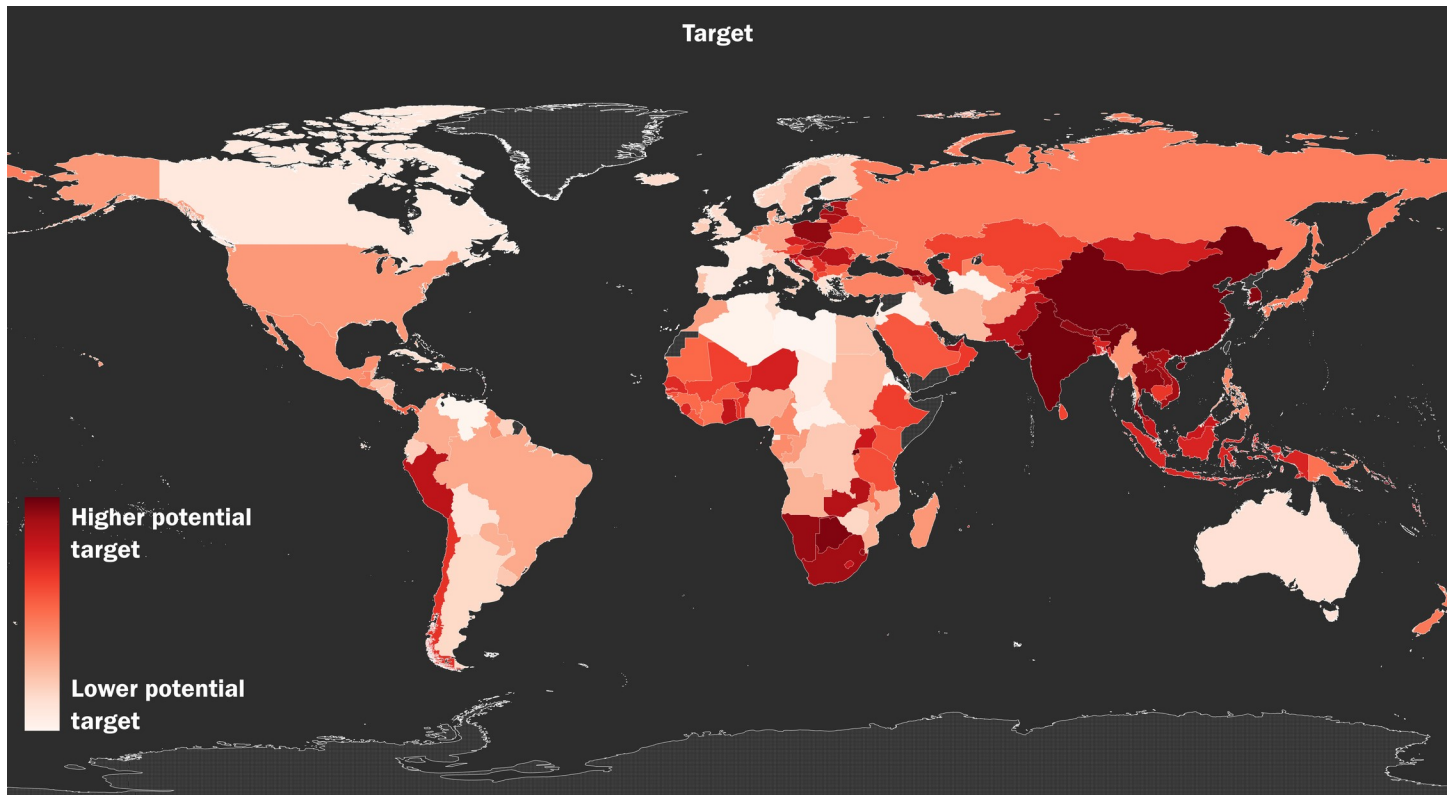 Target
Higher potential
target
Lower potential
target